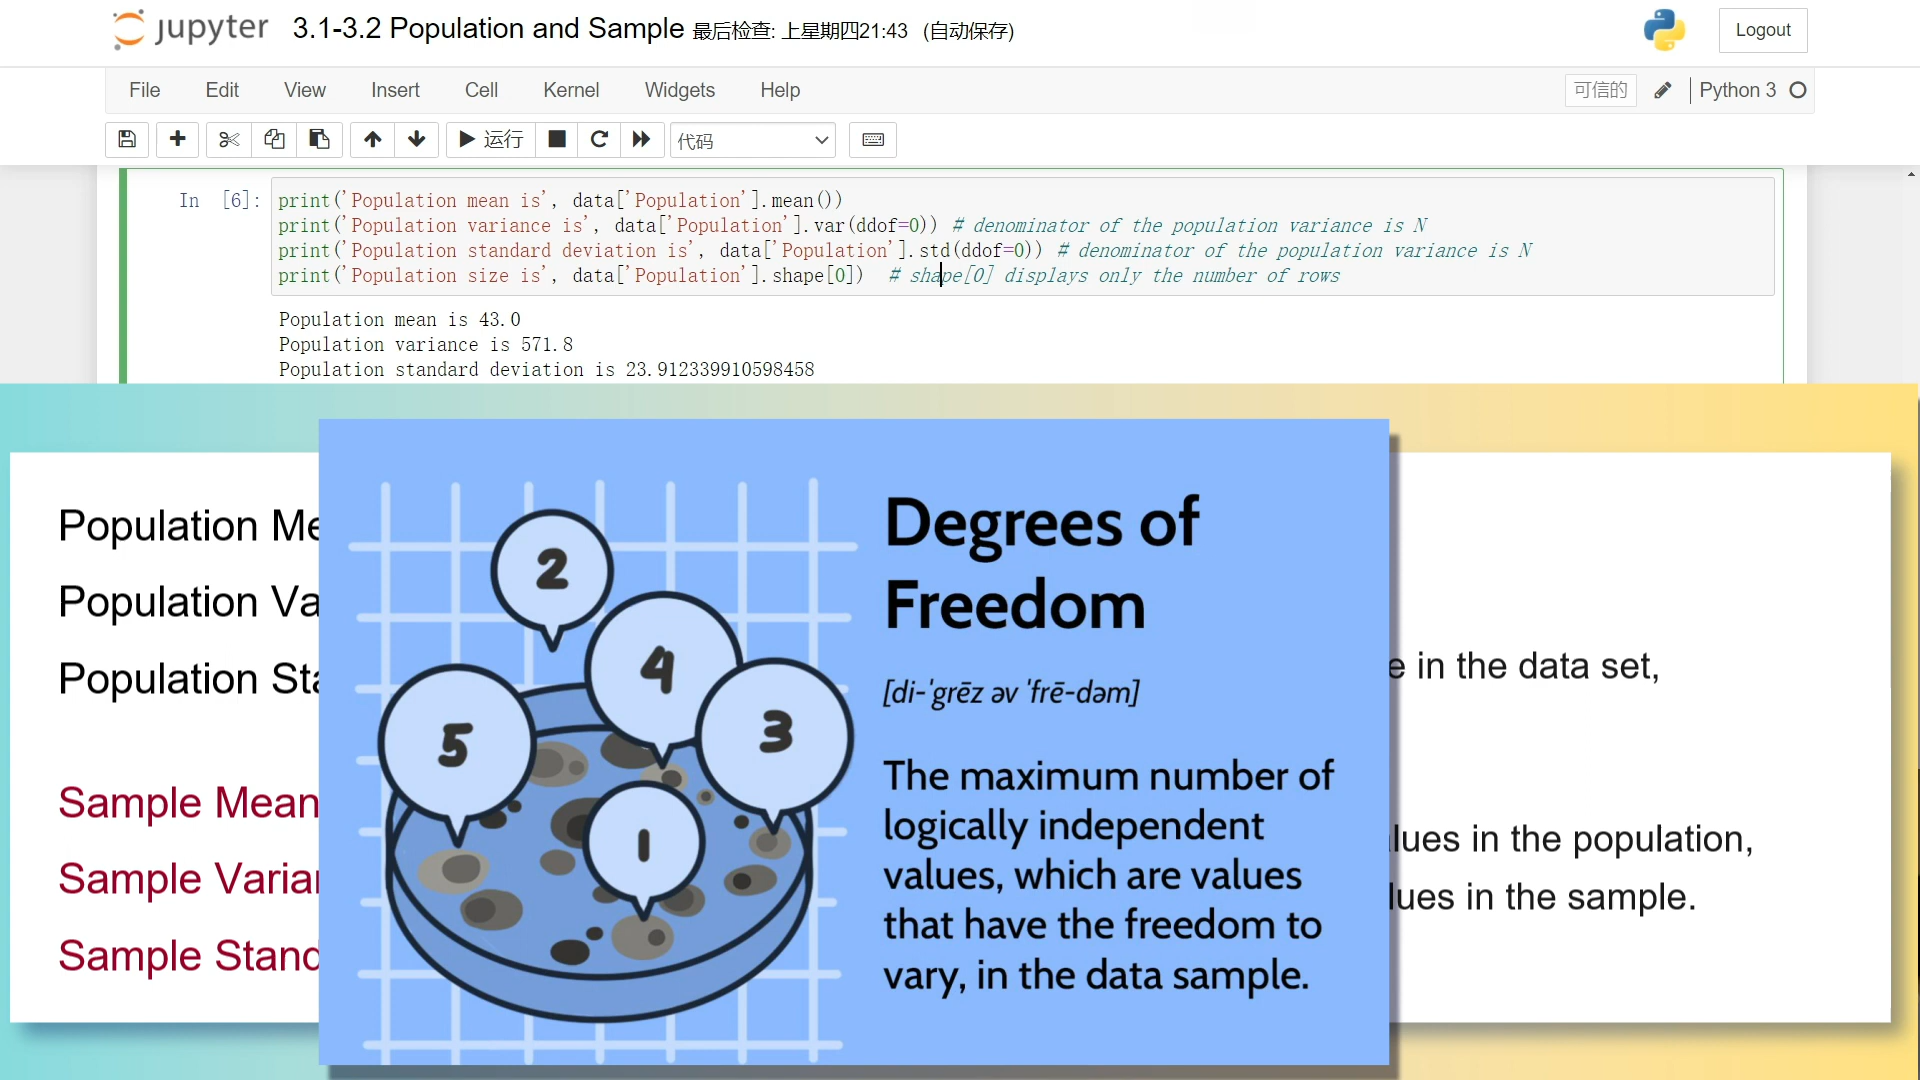 jupyter 3.1-3.2 Population and Sample 最后检查: 上星期四21:43 (自动保存)
Logout
File Edit View Insert Cell Kernel Widgets Help 可信的 Python 3
运行 代码
In [6]: print('Population mean is', data['Population'].mean())
print('Population variance is', data['Population'].var(ddof=0)) # denominator of the population variance is N
print('Population standard deviation is', data['Population'].std(ddof=0)) # denominator of the population variance is N
print('Population size is', data['Population'].shape[0]) # shape[0] displays only the number of rows
Population mean is 43.0
Population variance is 571.8
Population standard deviation is 23.912339910598458
Population Me
Population Va
Population Sta
Sample Mean
Sample Varian
Sample Stand
2
4
5
3
1
Degrees of
Freedom
[di-ˈgrēz əv ˈfrē-dəm]
The maximum number of
logically independent
values, which are values
that have the freedom to
vary, in the data sample.
e in the data set,
lues in the population,
lues in the sample.